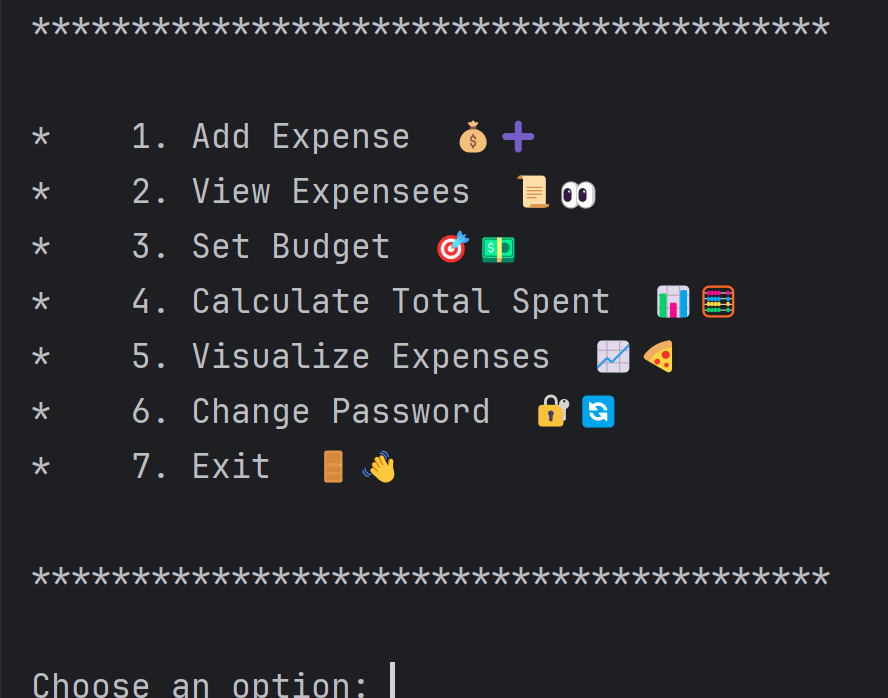 ****************************************
*    1. Add Expense  💰➕
*    2. View Expensees  📜👀
*    3. Set Budget  🎯💵
*    4. Calculate Total Spent  📊🧮
*    5. Visualize Expenses  📈🍕
*    6. Change Password  🔐🔄
*    7. Exit  🚪👋
****************************************
Choose an option: